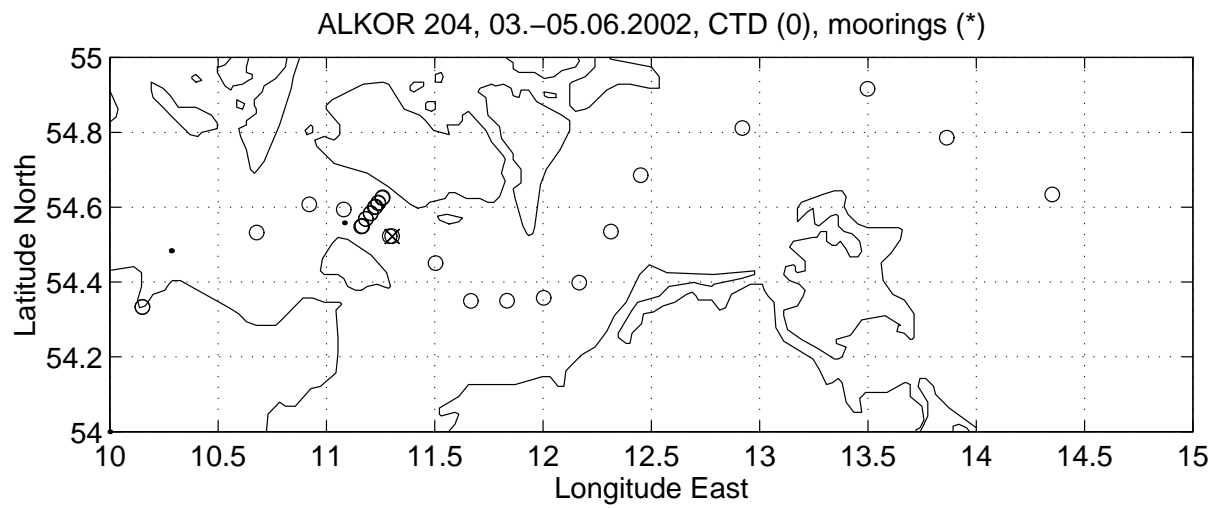 ALKOR 204, 03.−05.06.2002, CTD (0), moorings (*)
55
54.8
54.6
54.4
54.2
54
Latitude North
10 10.5 11 11.5 12 12.5 13 13.5 14 14.5 15
Longitude East